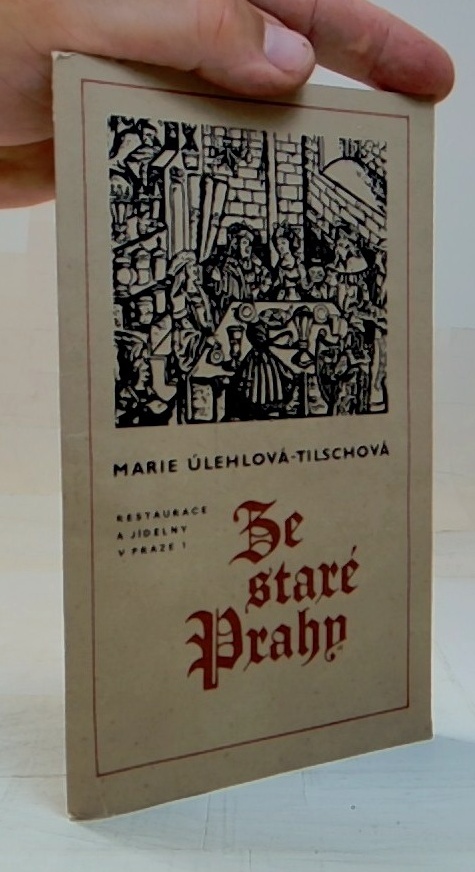 MARIE ÚLEHLOVÁ-TILSCHOVÁ
RESTAURACE
A JÍDELNY
V PRAZE 1
Ze
staré
Prahy